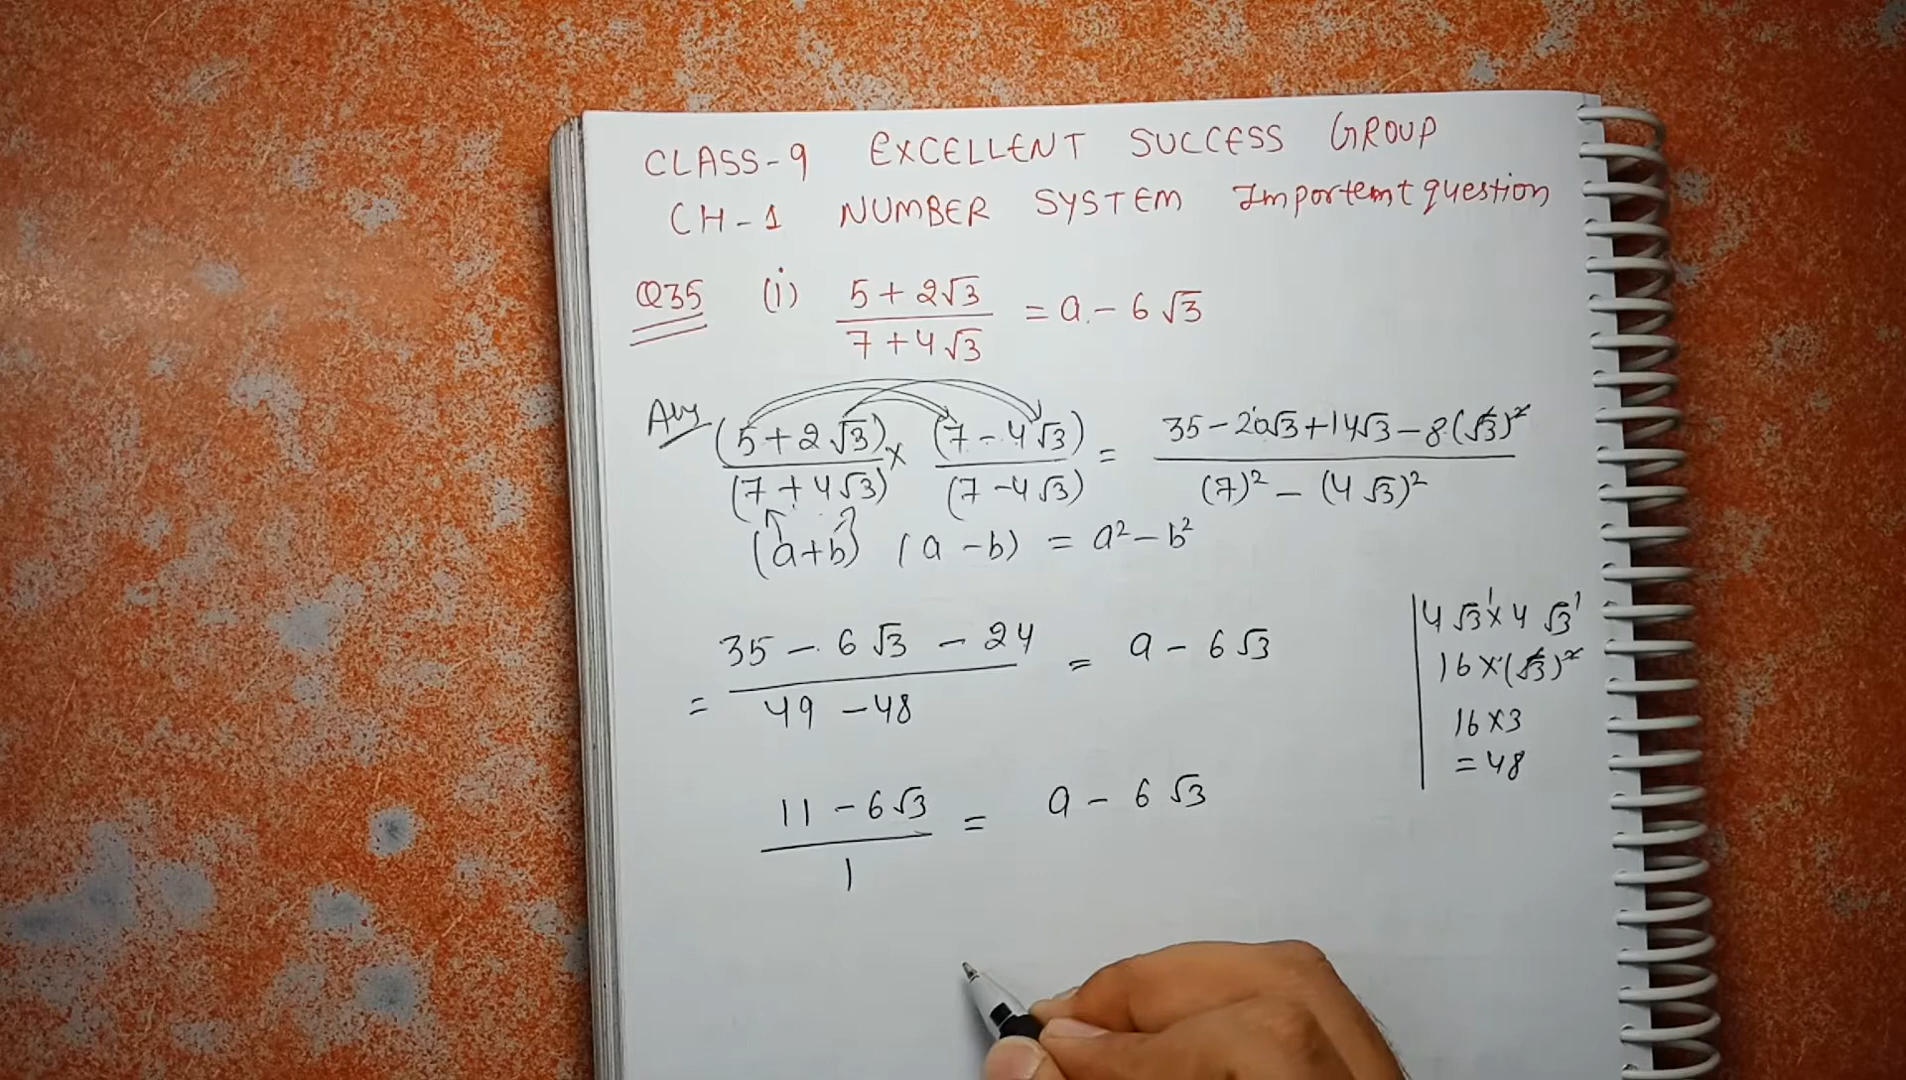 CLASS-9 EXCELLENT SUCCESS GROUP
CH-1 NUMBER SYSTEM Importemt question
Q35 (i) 5+2√3 / 7+4√3 = a - 6√3
Ans (5+2√3) / (7+4√3) × (7-4√3) / (7-4√3) = 35-20√3+14√3-8(√3)² / (7)² - (4√3)²
(a+b) (a-b) = a²-b²
= 35 - 6√3 - 24 / 49 - 48 = a - 6√3
11 - 6√3 / 1 = a - 6√3
4√3 × 4√3
16×(√3)²
16×3
=48